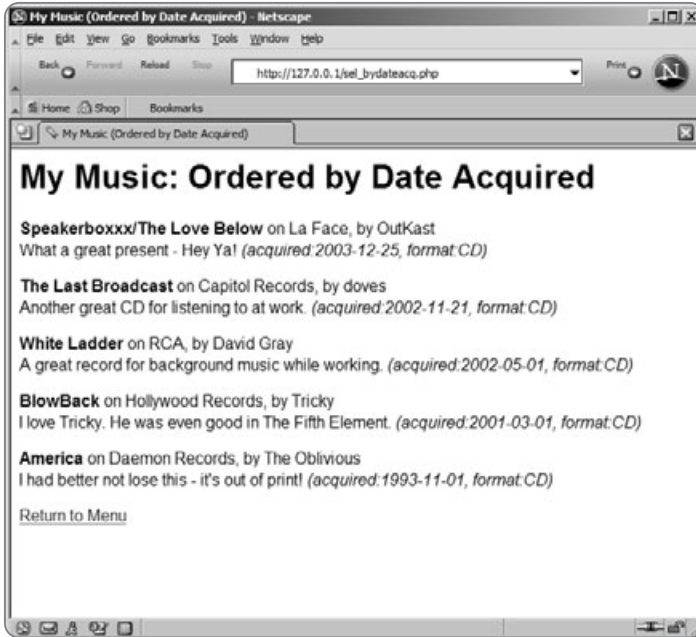 My Music (Ordered by Date Acquired) - Netscape
File Edit View Go Bookmarks Tools Window Help
Back Forward Reload Stop http://127.0.0.1/sel_bydateacq.php Print N
Home Shop Bookmarks
My Music (Ordered by Date Acquired)
My Music: Ordered by Date Acquired
Speakerboxxx/The Love Below on La Face, by OutKast
What a great present - Hey Ya! (acquired:2003-12-25, format:CD)
The Last Broadcast on Capitol Records, by doves
Another great CD for listening to at work. (acquired:2002-11-21, format:CD)
White Ladder on RCA, by David Gray
A great record for background music while working. (acquired:2002-05-01, format:CD)
BlowBack on Hollywood Records, by Tricky
I love Tricky. He was even good in The Fifth Element. (acquired:2001-03-01, format:CD)
America on Daemon Records, by The Oblivious
I had better not lose this - it's out of print! (acquired:1993-11-01, format:CD)
Return to Menu